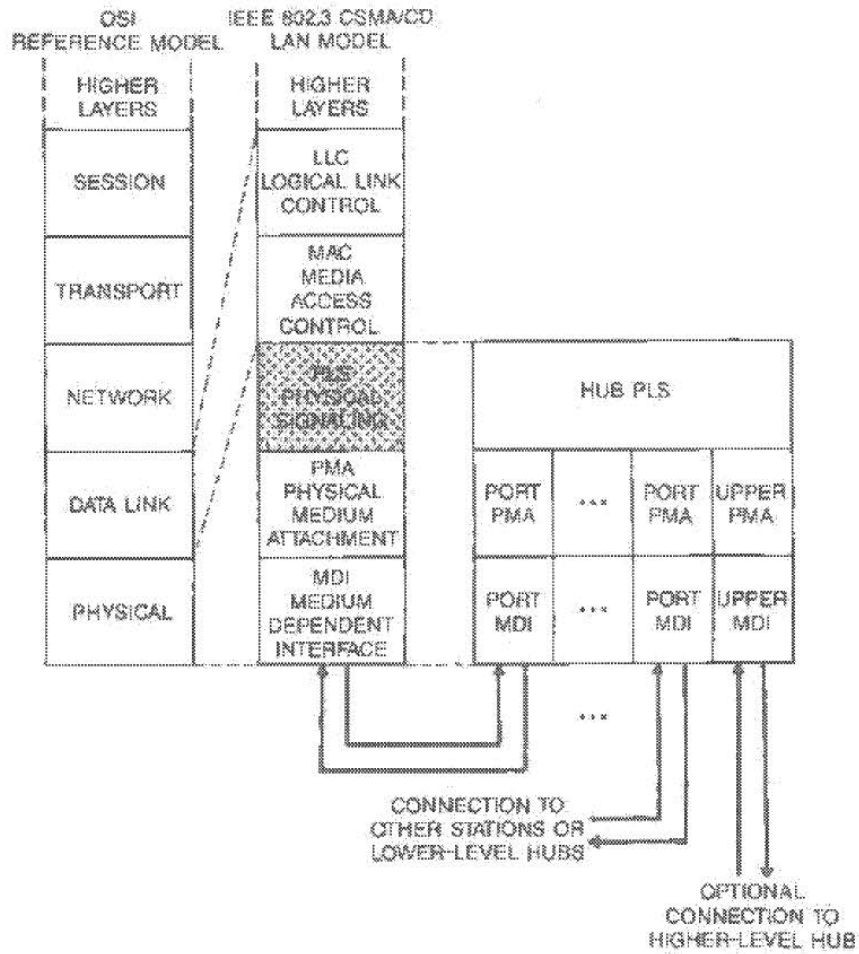 OSI
REFERENCE MODEL
IEEE 802.3 CSMA/CD
LAN MODEL
HIGHER
LAYERS
SESSION
TRANSPORT
NETWORK
DATA LINK
PHYSICAL
HIGHER
LAYERS
LLC
LOGICAL LINK
CONTROL
MAC
MEDIA
ACCESS
CONTROL
PLS
PHYSICAL
SIGNALING
PMA
PHYSICAL
MEDIUM
ATTACHMENT
MDI
MEDIUM
DEPENDENT
INTERFACE
HUB PLS
PORT
PMA
...
PORT
PMA
UPPER
PMA
PORT
MDI
...
PORT
MDI
UPPER
MDI
...
CONNECTION TO
OTHER STATIONS OR
LOWER-LEVEL HUBS
OPTIONAL
CONNECTION TO
HIGHER-LEVEL HUB